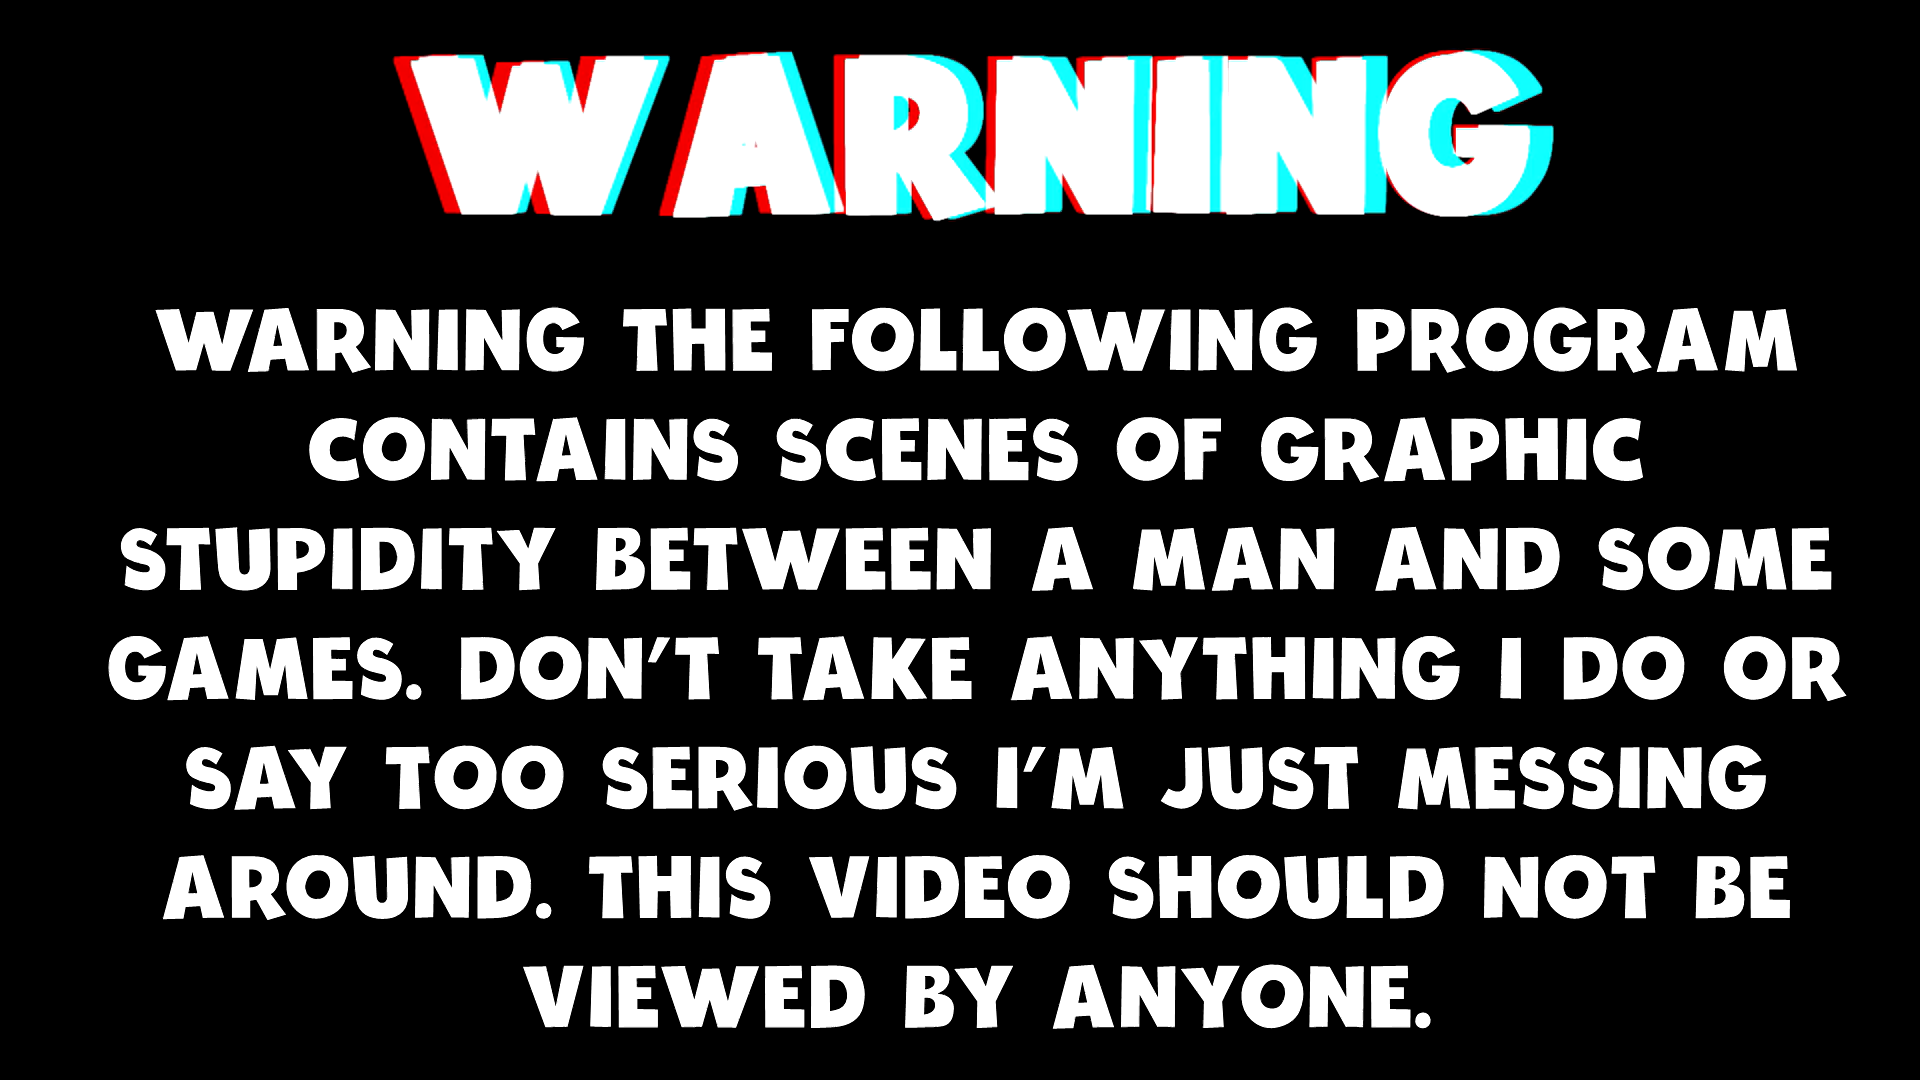 WARNING
WARNING THE FOLLOWING PROGRAM
CONTAINS SCENES OF GRAPHIC
STUPIDITY BETWEEN A MAN AND SOME
GAMES. DON'T TAKE ANYTHING I DO OR
SAY TOO SERIOUS I'M JUST MESSING
AROUND. THIS VIDEO SHOULD NOT BE
VIEWED BY ANYONE.